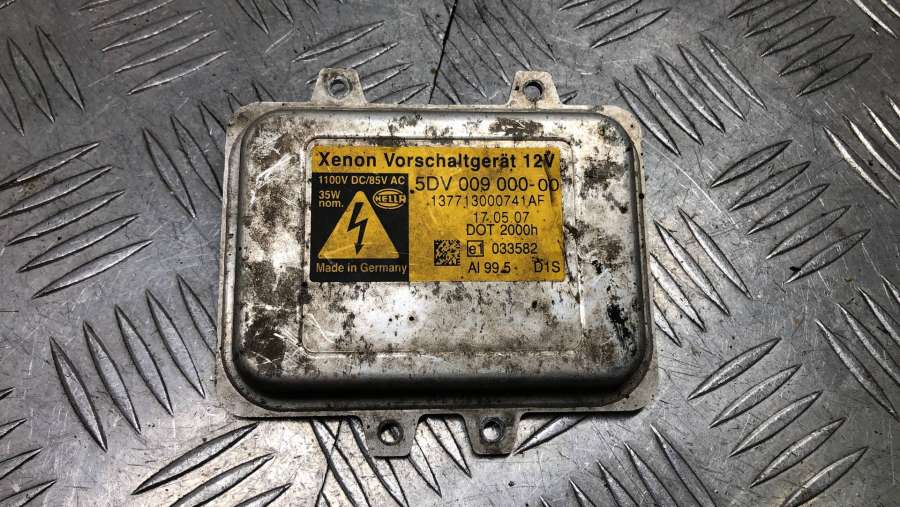 Xenon Vorschaltgerät 12V
1100V DC/85V AC
35W
nom.
HELLA
Made in Germany
5DV 009 000-00
137713000741AF
17.05.07
DOT 2000h
e1 033582
Al 99.5 D1S